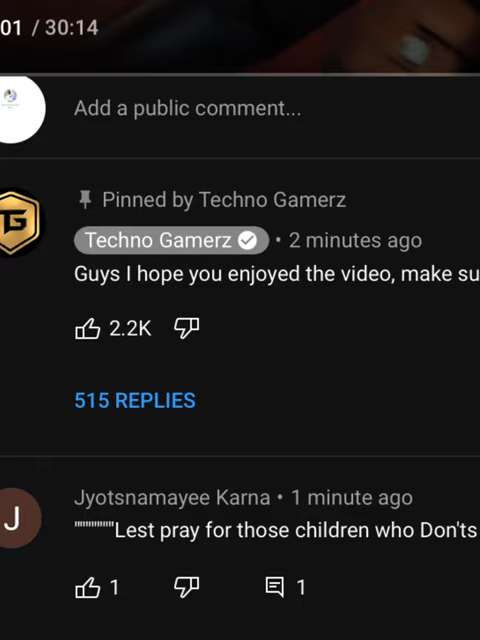 01 / 30:14
Add a public comment...
Pinned by Techno Gamerz
TG
Techno Gamerz • 2 minutes ago
Guys I hope you enjoyed the video, make su
2.2K
515 REPLIES
Jyotsnamayee Karna • 1 minute ago
J
""""""""Lest pray for those children who Don'ts
1
1